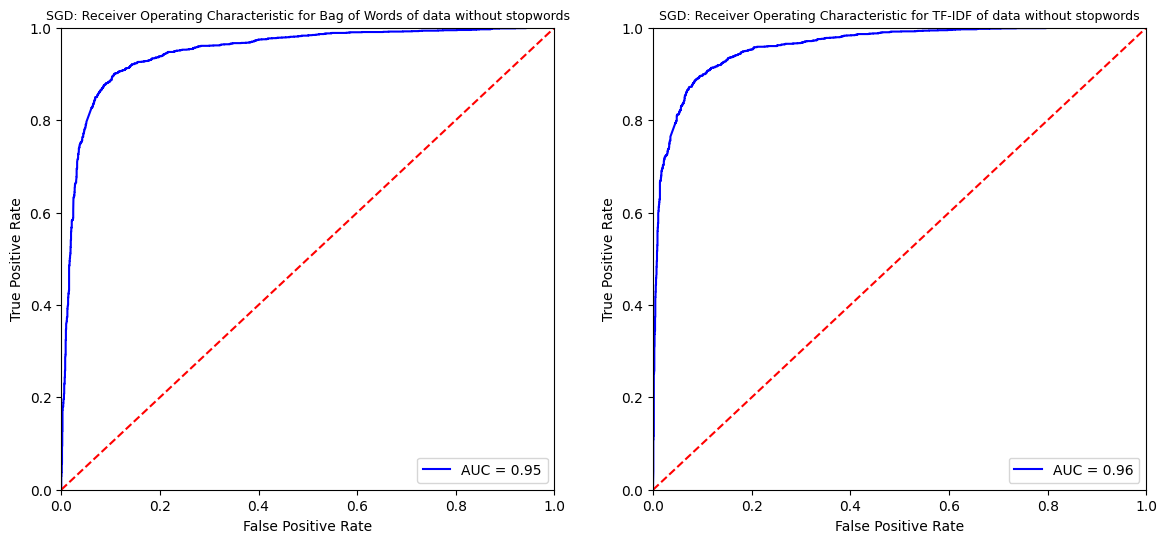 SGD: Receiver Operating Characteristic for Bag of Words of data without stopwords
1.0
0.8
0.6
0.4
0.2
0.0
True Positive Rate
0.0 0.2 0.4 0.6 0.8 1.0
False Positive Rate
AUC = 0.95
SGD: Receiver Operating Characteristic for TF-IDF of data without stopwords
1.0
0.8
0.6
0.4
0.2
0.0
True Positive Rate
0.0 0.2 0.4 0.6 0.8 1.0
False Positive Rate
AUC = 0.96